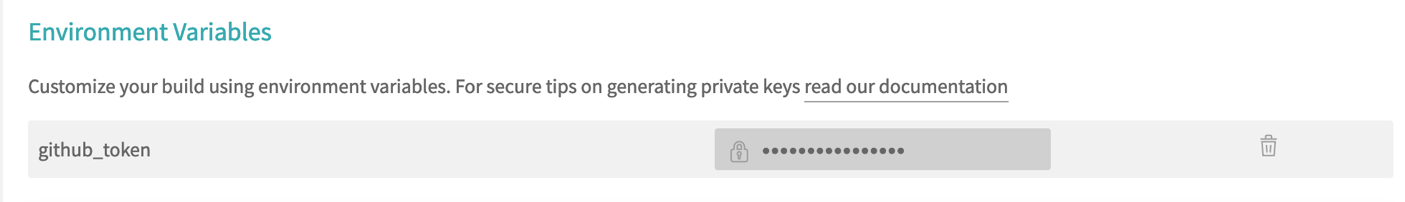 Environment Variables
Customize your build using environment variables. For secure tips on generating private keys read our documentation
github_token ••••••••••••••••